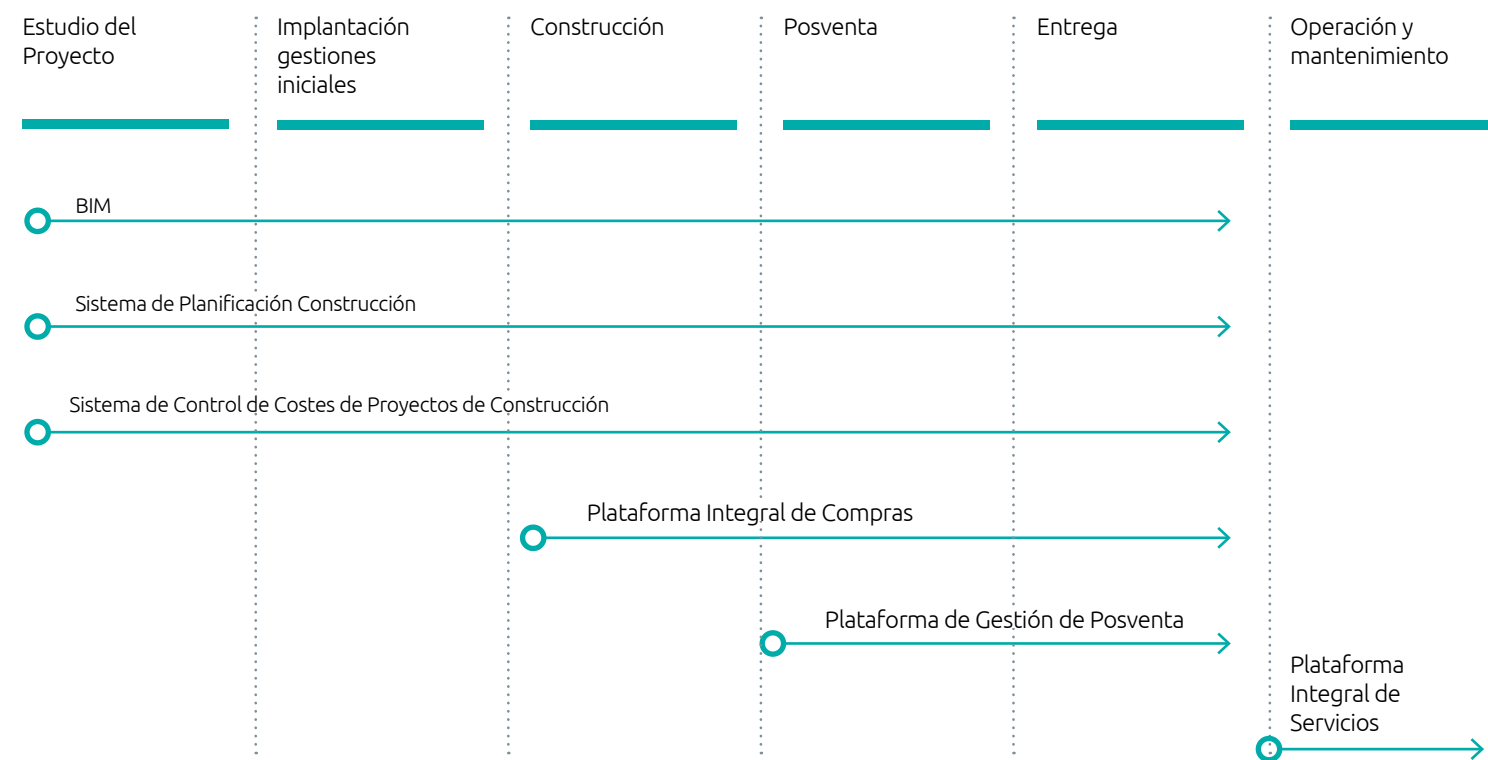 Estudio del
Proyecto
Implantación
gestiones
iniciales
Construcción
Posventa
Entrega
Operación y
mantenimiento
BIM
Sistema de Planificación Construcción
Sistema de Control de Costes de Proyectos de Construcción
Plataforma Integral de Compras
Plataforma de Gestión de Posventa
Plataforma
Integral de
Servicios